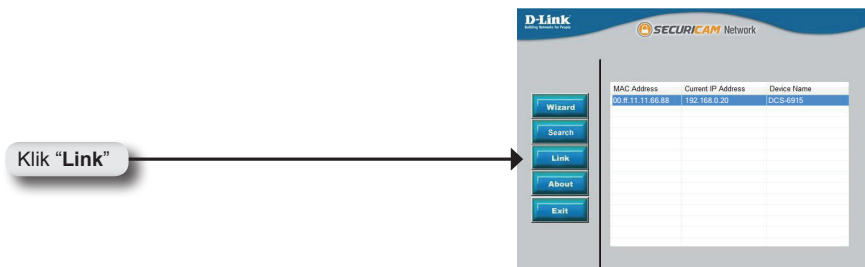 D-Link
Building Networks for People
SECURICAM Network
MAC Address Current IP Address Device Name
00.ff.11.11.66.88 192.168.0.20 DCS-6915
Wizard
Search
Klik “Link”
Link
About
Exit